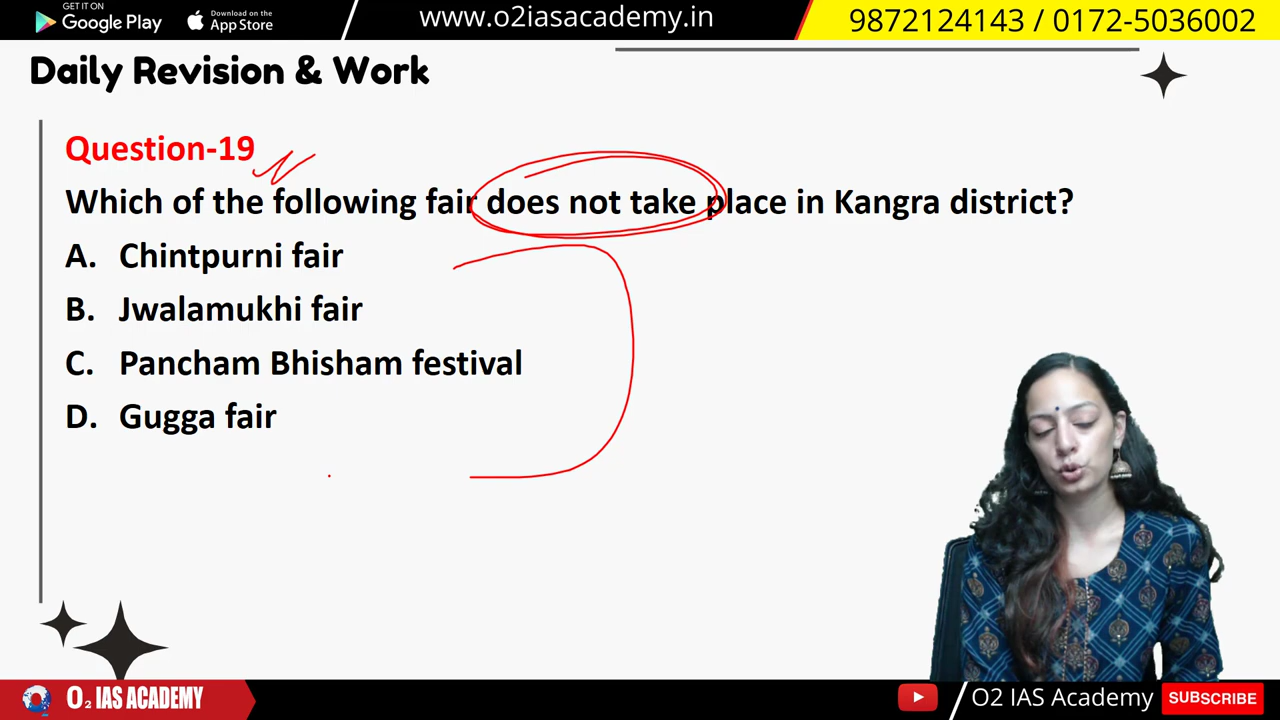 GET IT ON
Google Play
Download on the
App Store
www.o2iasacademy.in
9872124143 / 0172-5036002
Daily Revision & Work
Question-19
Which of the following fair does not take place in Kangra district?
A. Chintpurni fair
B. Jwalamukhi fair
C. Pancham Bhisham festival
D. Gugga fair
O₂ IAS ACADEMY
O2 IAS Academy
SUBSCRIBE